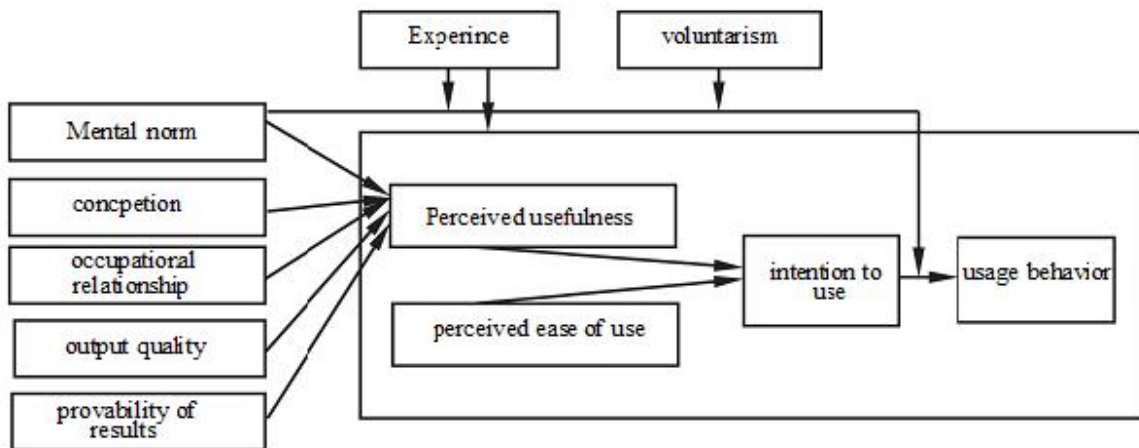 Experince
voluntarism
Mental norm
concpetion
occupational
relationship
output quality
provability of
results
Perceived usefulness
perceived ease of use
intention to
use
usage behavior